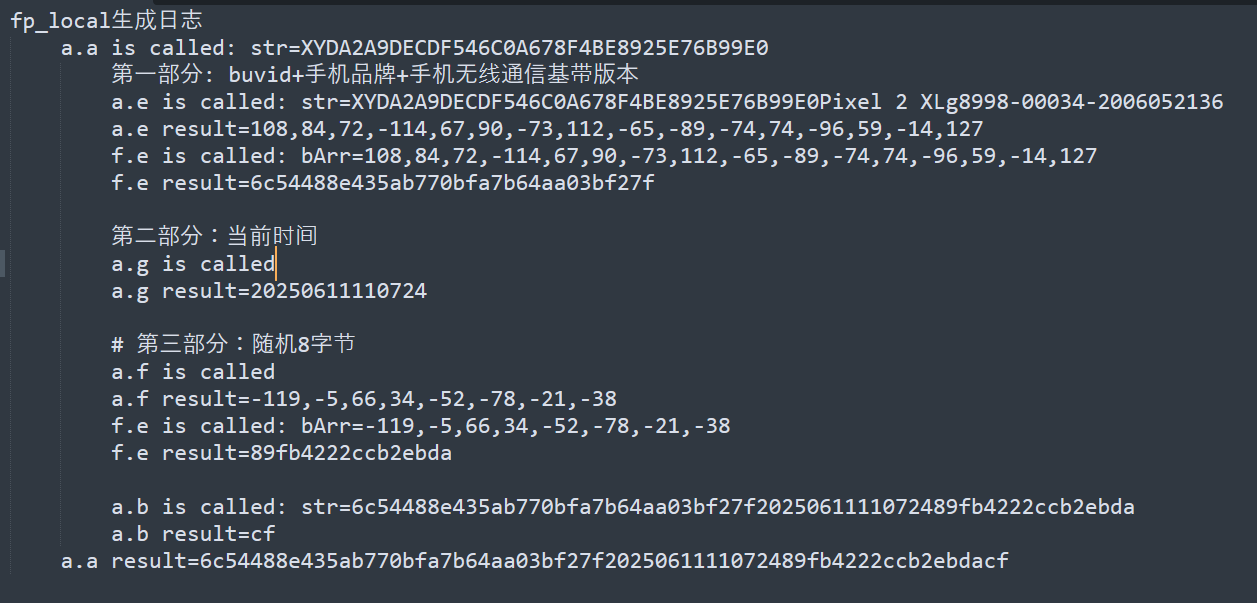 fp_local生成日志
a.a is called: str=XYDA2A9DECDF546C0A678F4BE8925E76B99E0
第一部分: buvid+手机品牌+手机无线通信基带版本
a.e is called: str=XYDA2A9DECDF546C0A678F4BE8925E76B99E0Pixel 2 XLg8998-00034-2006052136
a.e result=108,84,72,-114,67,90,-73,112,-65,-89,-74,74,-96,59,-14,127
f.e is called: bArr=108,84,72,-114,67,90,-73,112,-65,-89,-74,74,-96,59,-14,127
f.e result=6c54488e435ab770bfa7b64aa03bf27f
第二部分：当前时间
a.g is called
a.g result=20250611110724
# 第三部分：随机8字节
a.f is called
a.f result=-119,-5,66,34,-52,-78,-21,-38
f.e is called: bArr=-119,-5,66,34,-52,-78,-21,-38
f.e result=89fb4222ccb2ebda
a.b is called: str=6c54488e435ab770bfa7b64aa03bf27f2025061111072489fb4222ccb2ebda
a.b result=cf
a.a result=6c54488e435ab770bfa7b64aa03bf27f2025061111072489fb4222ccb2ebdacf